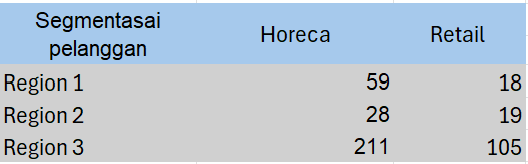 Segmentasai pelanggan Horeca Retail
Region 1 59 18
Region 2 28 19
Region 3 211 105